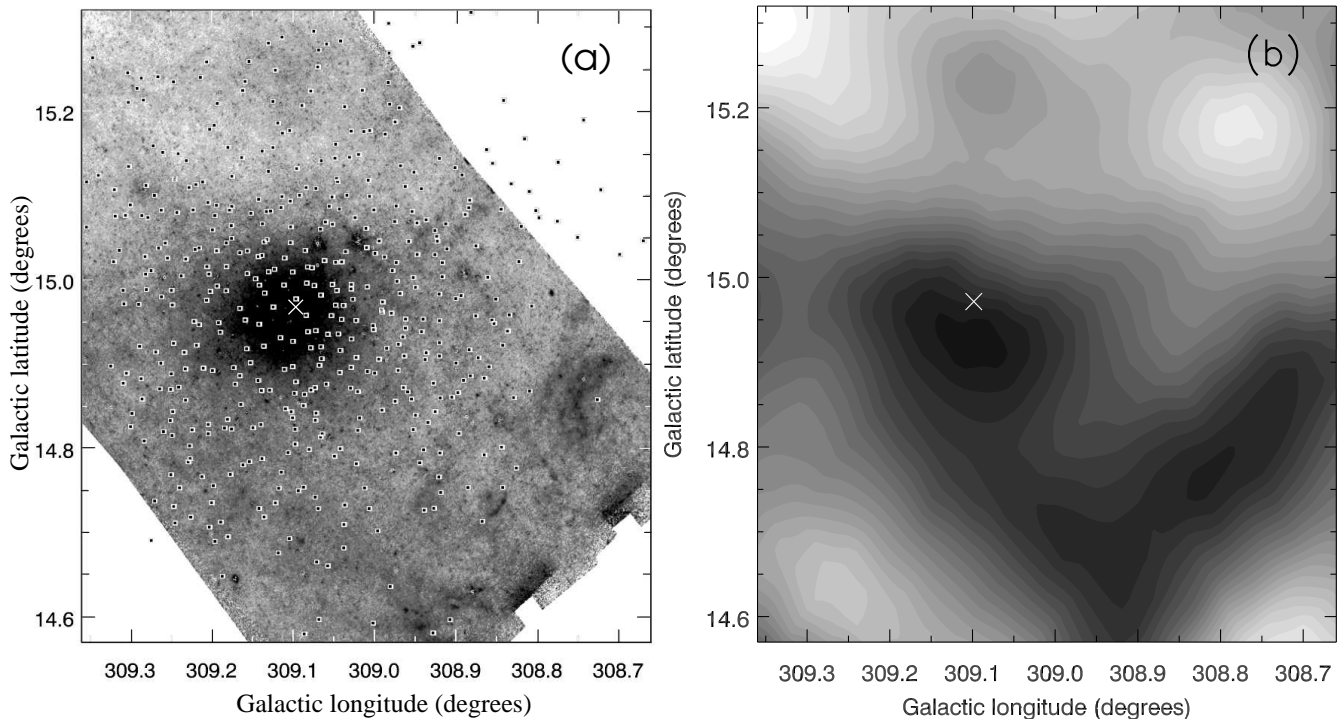 (a)
15.2
15.0
14.8
14.6
Galactic latitude (degrees)
309.3 309.2 309.1 309.0 308.9 308.8 308.7
Galactic longitude (degrees)
(b)
15.2
15.0
14.8
14.6
Galactic latitude (degrees)
309.3 309.2 309.1 309.0 308.9 308.8 308.7
Galactic longitude (degrees)